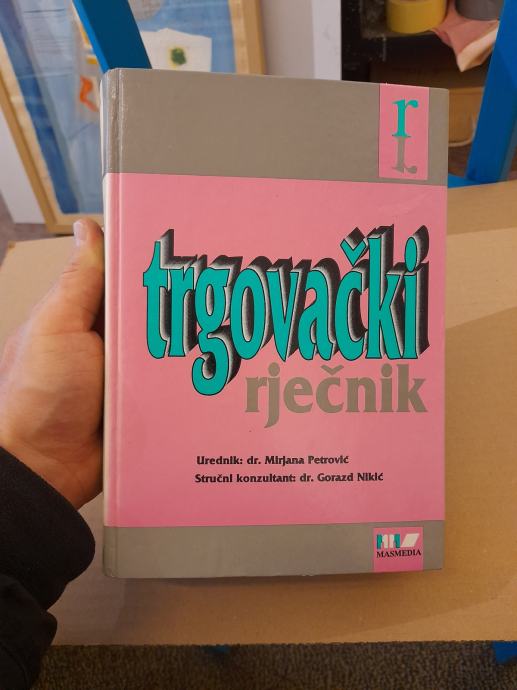 r
trgovački
rječnik
Urednik: dr. Mirjana Petrović
Stručni konzultant: dr. Gorazd Nikić
MASMEDIA